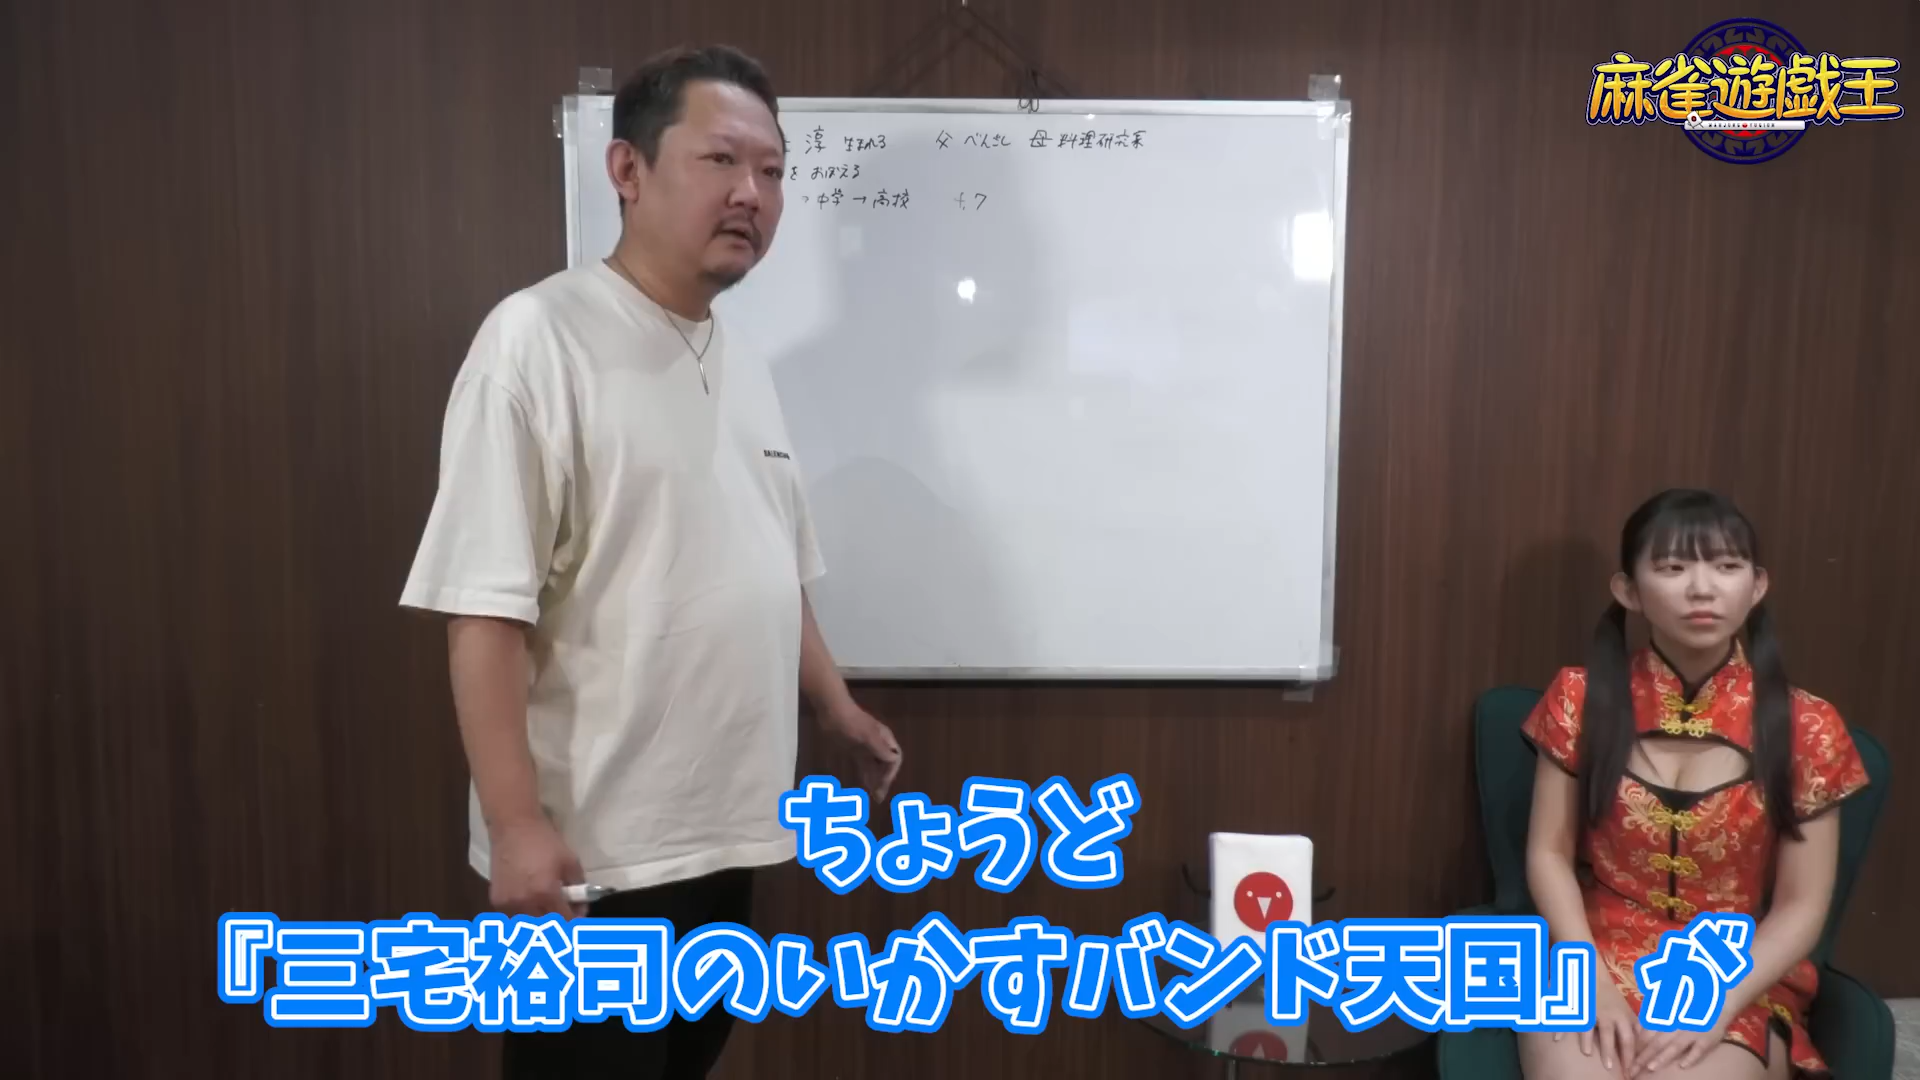 麻雀遊戯王
淳 生まれる 父 べんごし 母 料理研究家
を おぼえる
中学→高校
ちょうど
『三宅裕司のいかすバンド天国』が